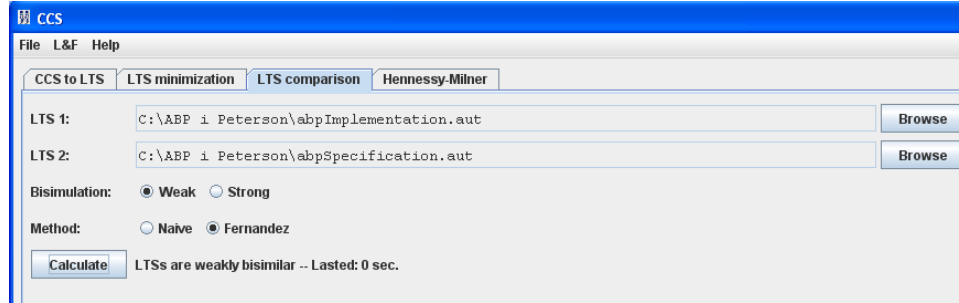 CCS
File L&F Help
CCS to LTS LTS minimization LTS comparison Hennessy-Milner
LTS 1: C:\ABP i Peterson\abpImplementation.aut Browse
LTS 2: C:\ABP i Peterson\abpSpecification.aut Browse
Bisimulation: Weak Strong
Method: Naive Fernandez
Calculate LTSs are weakly bisimilar -- Lasted: 0 sec.